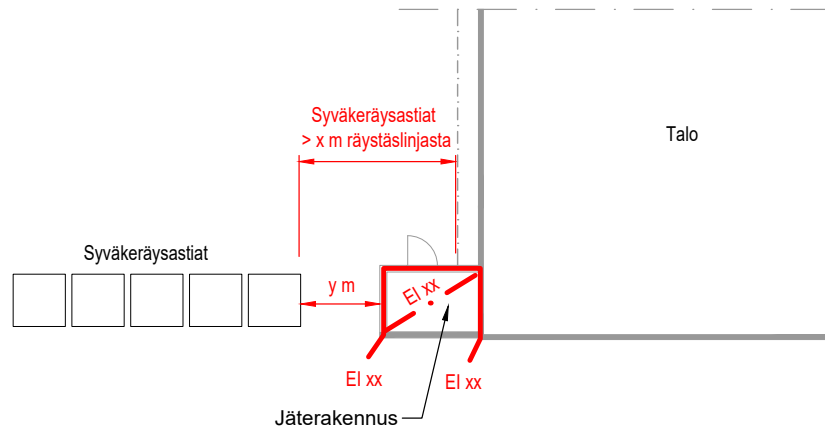 Syväkeräysastiat
> x m räystäslinjasta
Talo
Syväkeräysastiat
y m
EI xx
EI xx
EI xx
Jäterakennus